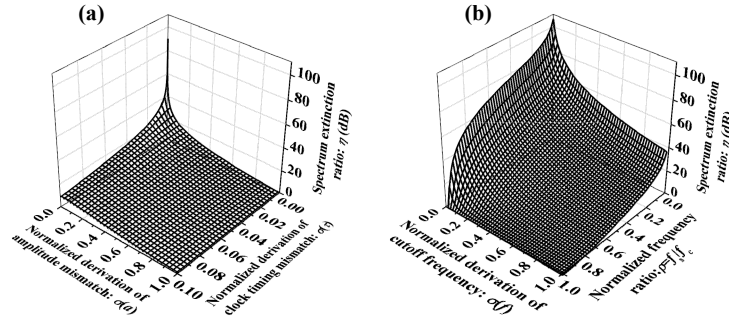 (a)
100
80
60
40
20
0
Spectrum extinction
ratio: η (dB)
0.0
0.2
0.4
0.6
0.8
1.0
Normalized derivation of
amplitude mismatch: σ(a)
0.00
0.02
0.04
0.06
0.08
0.10
Normalized derivation of
clock timing mismatch: σ(τ)
(b)
100
80
60
40
20
0
Spectrum extinction
ratio: η (dB)
0.0
0.2
0.4
0.6
0.8
1.0
Normalized derivation of
cutoff frequency: σ(f)
0.0
0.2
0.4
0.6
0.8
1.0
Normalized frequency
ratio: